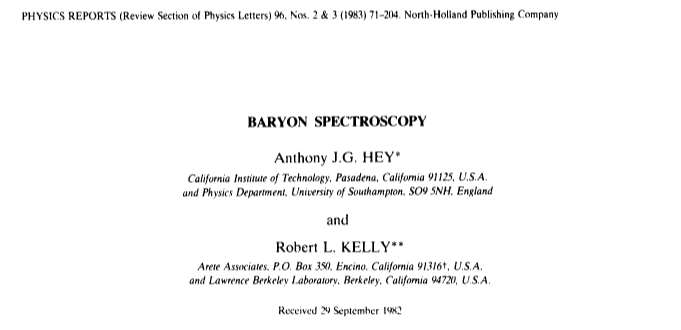 PHYSICS REPORTS (Review Section of Physics Letters) 96, Nos. 2 & 3 (1983) 71–204. North-Holland Publishing Company
BARYON SPECTROSCOPY
Anthony J.G. HEY*
California Institute of Technology, Pasadena, California 91125, U.S.A.
and Physics Department, University of Southampton, SO9 5NH, England
and
Robert L. KELLY**
Arete Associates, P.O. Box 350, Encino, California 91316†, U.S.A.
and Lawrence Berkeley Laboratory, Berkeley, California 94720, U.S.A.
Received 29 September 1982